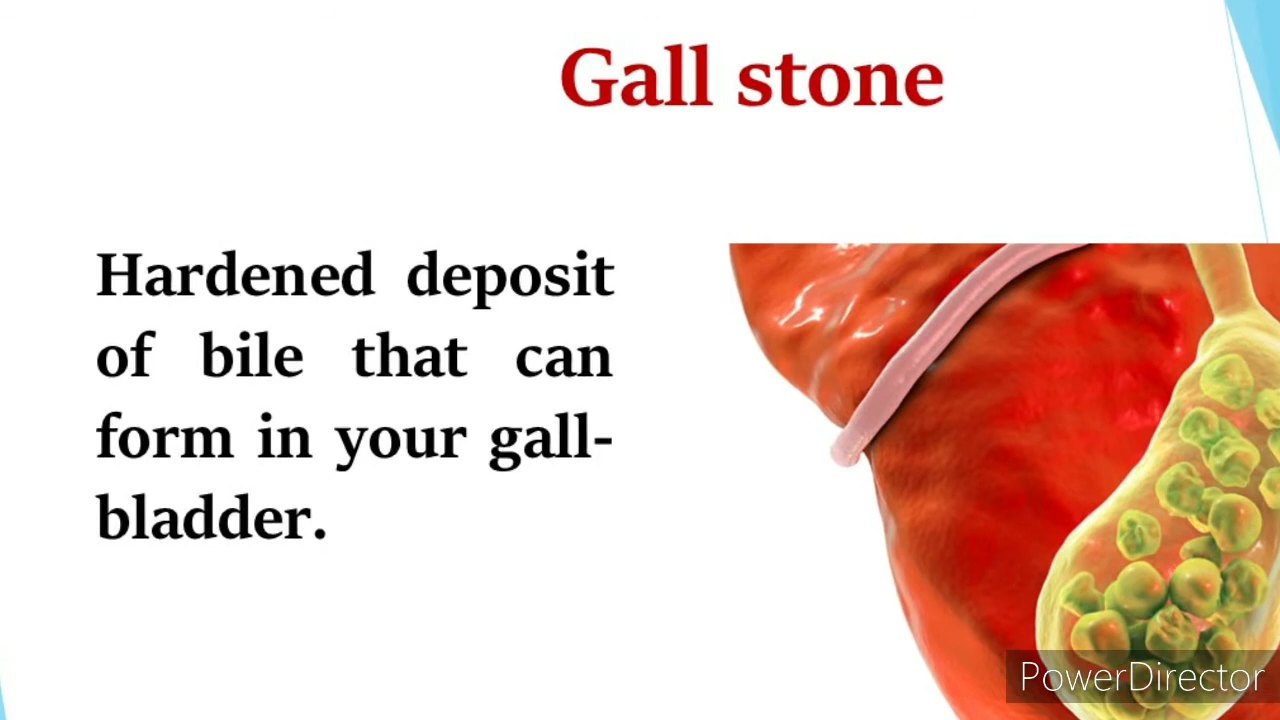 Gall stone
Hardened deposit
of bile that can
form in your gall-
bladder.
PowerDirector